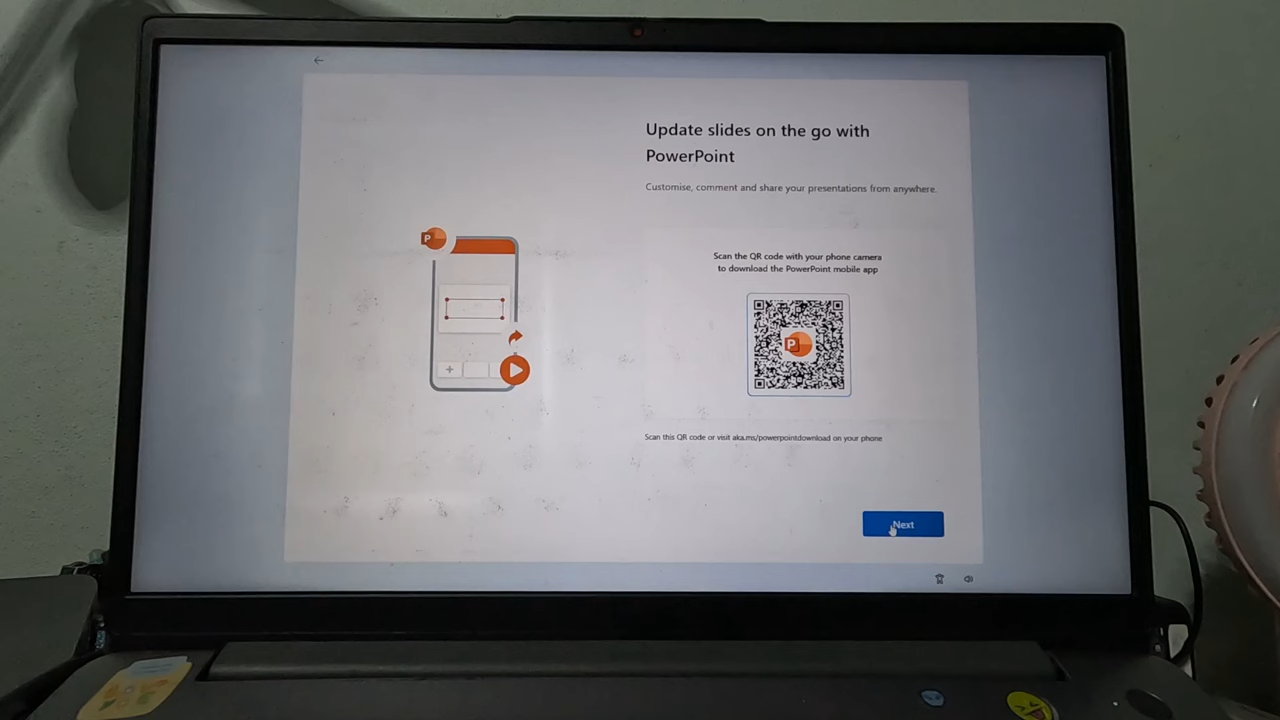 Update slides on the go with
PowerPoint
Customise, comment and share your presentations from anywhere.
Scan the QR code with your phone camera
to download the PowerPoint mobile app
P
P
Scan this QR code or visit aka.ms/powerpointdownload on your phone
Next